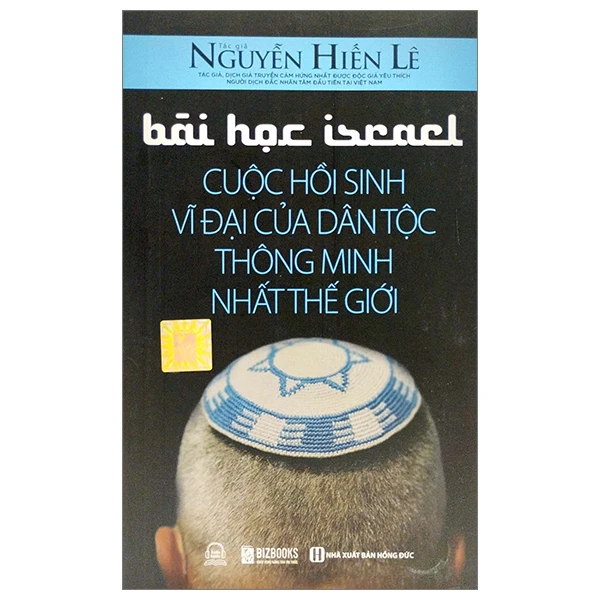 Tác giả
NGUYỄN HIẾN LÊ
TÁC GIẢ, DỊCH GIẢ TRUYỀN CẢM HỨNG NHẤT ĐƯỢC ĐỘC GIẢ YÊU THÍCH
NGƯỜI DỊCH ĐẮC NHÂN TÂM ĐẦU TIÊN TẠI VIỆT NAM
bài học israel
CUỘC HỒI SINH
VĨ ĐẠI CỦA DÂN TỘC
THÔNG MINH
NHẤT THẾ GIỚI
BIZBOOKS
NHÀ XUẤT BẢN HỒNG ĐỨC